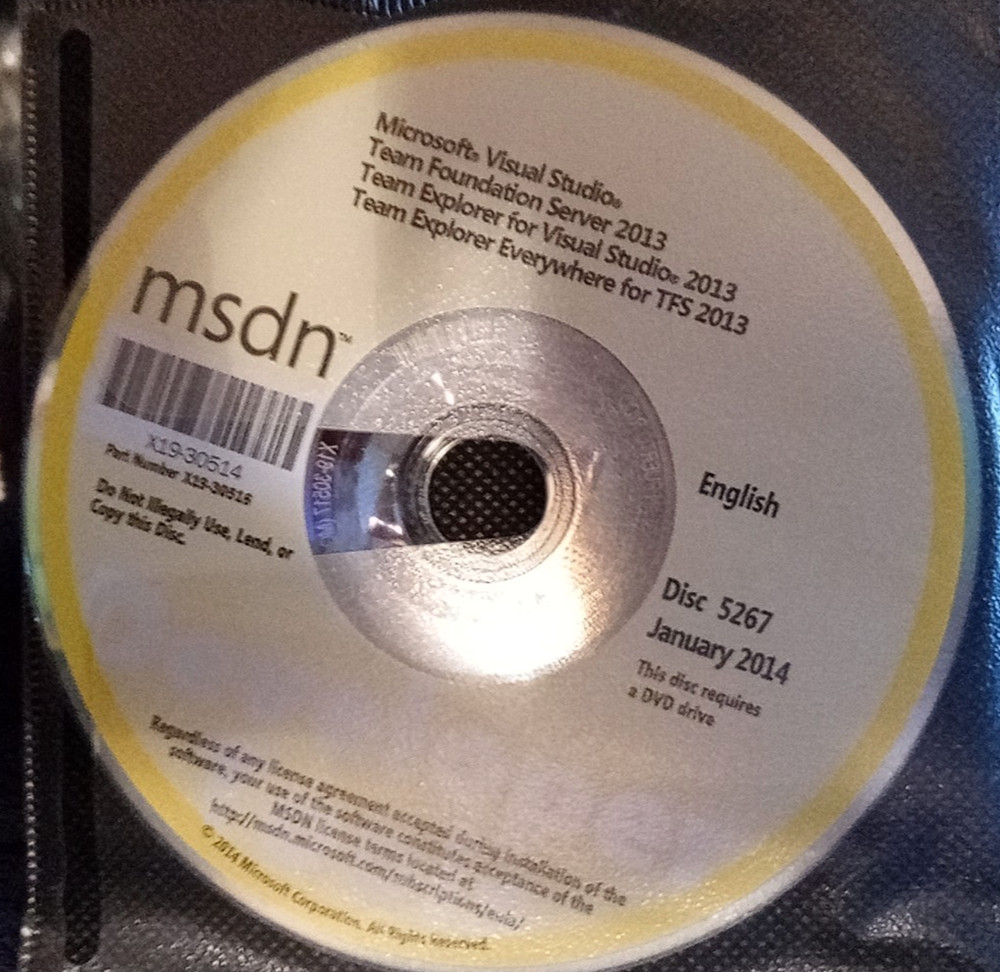 Microsoft® Visual Studio®
Team Foundation Server 2013
Team Explorer for Visual Studio® 2013
Team Explorer Everywhere for TFS 2013
msdn™
X19-30514
Part Number X19-30516
Do Not Illegally Use, Lend, or
Copy this Disc.
English
Disc 5267
January 2014
This disc requires
a DVD drive
Regardless of any license agreement accepted during installation of the
software, your use of the software constitutes acceptance of the
MSDN license terms located at
http://msdn.microsoft.com/subscriptions/eula/
© 2014 Microsoft Corporation. All Rights Reserved.